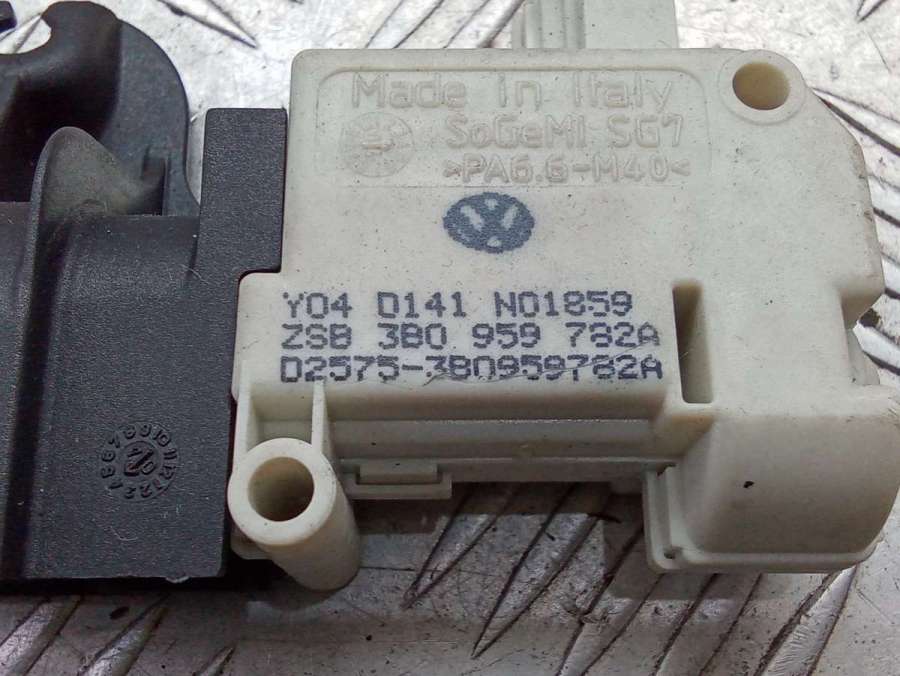 Made in Italy
SoGeMI SG7
>PA6.6-M40<
Y04 D141 N01859
ZSB 3B0 959 782A
D2575-3B0959782A